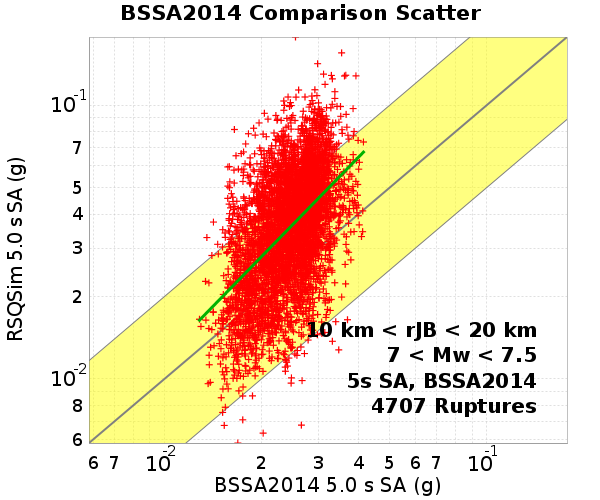 BSSA2014 Comparison Scatter
RSQSim 5.0 s SA (g)
10-1
7
5
4
3
2
10-2
8
6
10 km < rJB < 20 km
7 < Mw < 7.5
5s SA, BSSA2014
4707 Ruptures
6 7 10-2 2 3 4 5 6 7 10-1
BSSA2014 5.0 s SA (g)